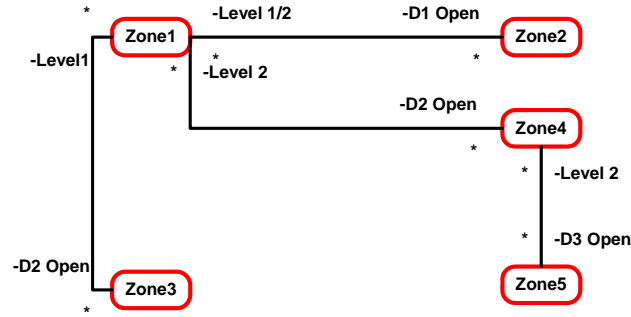 *
Zone1
-Level 1/2
-D1 Open
Zone2
-Level1
*
*
*
-Level 2
-D2 Open
Zone4
*
*
-Level 2
*
-D3 Open
-D2 Open
Zone3
Zone5
*